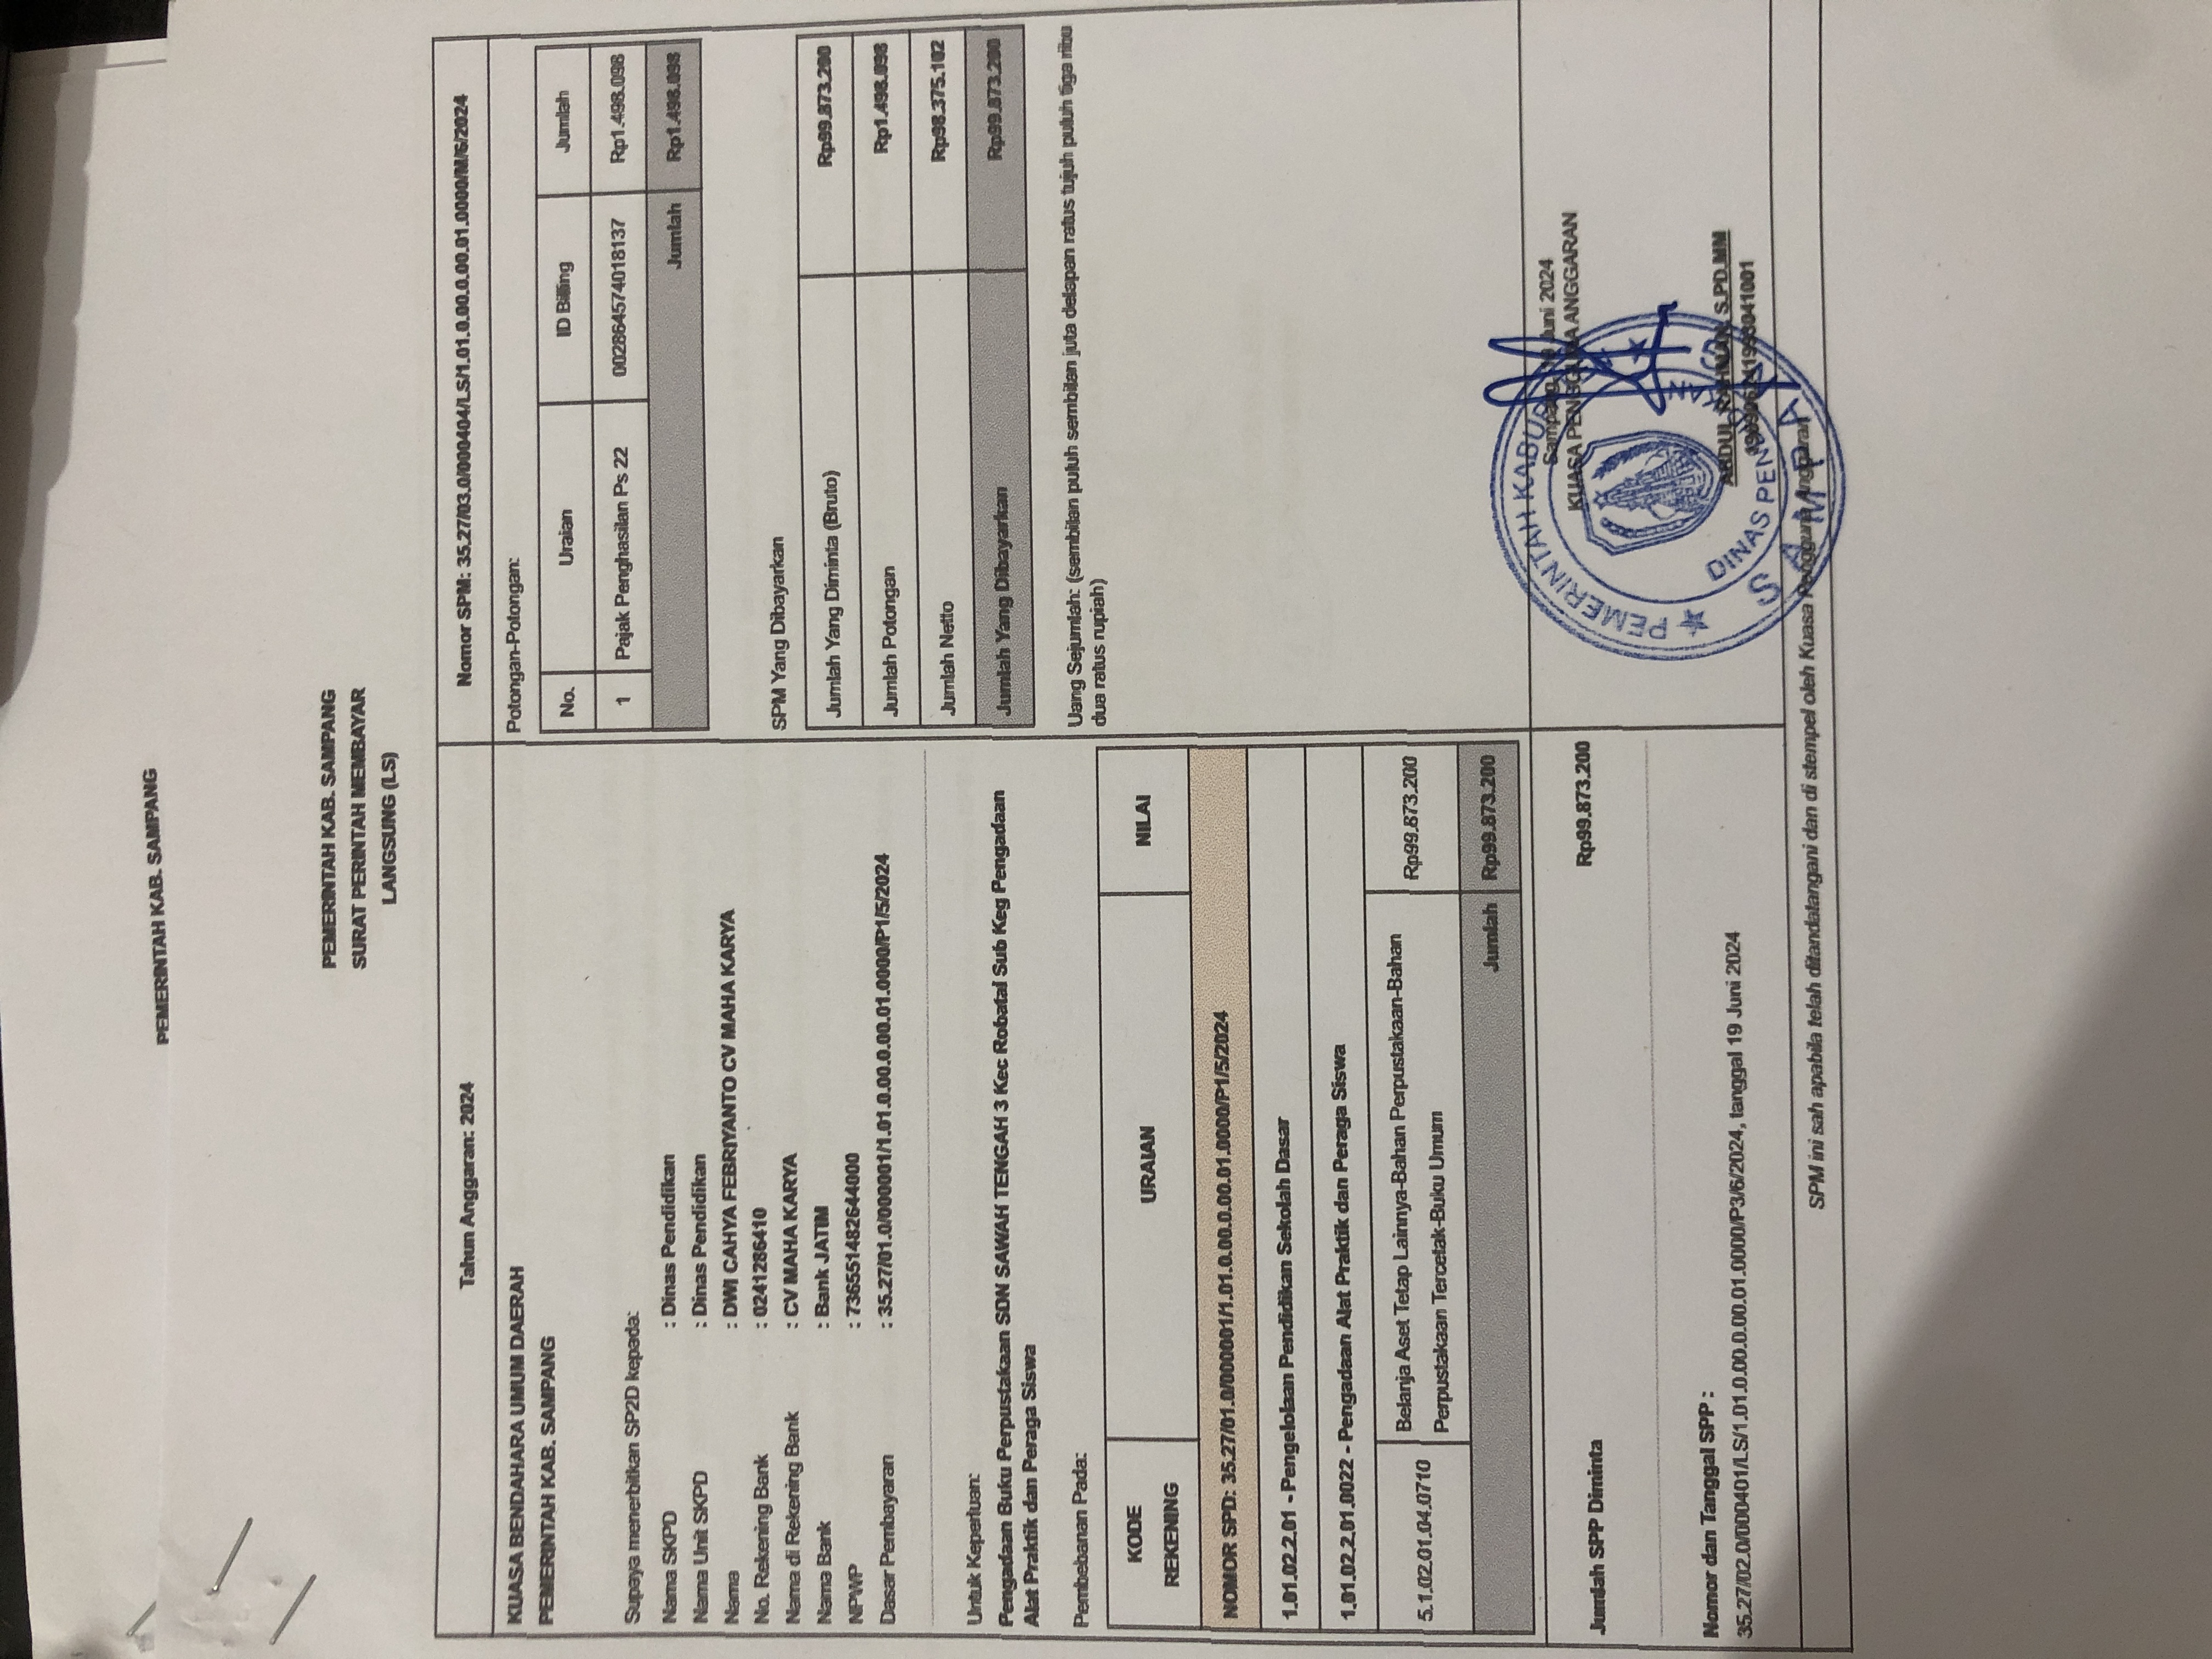 PEMERINTAH KAB. SAMPANG
PEMERINTAH KAB. SAMPANG
SURAT PERINTAH MEMBAYAR
LANGSUNG (LS)
Tahun Anggaran: 2024
Nomor SPM: 35.27/03.0/000404/LS/1.01.0.00.0.00.01.0000/M/6/2024
KUASA BENDAHARA UMUM DAERAH
PEMERINTAH KAB. SAMPANG
Supaya menerbitkan SP2D kepada:
Nama SKPD : Dinas Pendidikan
Nama Unit SKPD : Dinas Pendidikan
Nama : DWI CAHYA FEBRIYANTO CV MAHA KARYA
No. Rekening Bank : 0241286410
Nama di Rekening Bank : CV MAHA KARYA
Nama Bank : Bank JATIM
NPWP : 736551482644000
Dasar Pembayaran : 35.27/01.0/000001/1.01.0.00.0.00.01.0000/P1/5/2024
Untuk Keperluan:
Pengadaan Buku Perpustakaan SDN SAWAH TENGAH 3 Kec Robatal Sub Keg Pengadaan
Alat Praktik dan Peraga Siswa
Pembebanan Pada:
KODE REKENING URAIAN NILAI
NOMOR SPD: 35.27/01.0/000001/1.01.0.00.0.00.01.0000/P1/5/2024
1.01.02.2.01 - Pengelolaan Pendidikan Sekolah Dasar
1.01.02.2.01.0022 - Pengadaan Alat Praktik dan Peraga Siswa
5.1.02.01.04.0710 Belanja Aset Tetap Lainnya-Bahan Perpustakaan-Bahan Rp99.873.200
Perpustakaan Tercetak-Buku Umum
Jumlah Rp99.873.200
Jumlah SPP Diminta Rp99.873.200
Nomor dan Tanggal SPP :
35.27/02.0/000401/LS/1.01.0.00.0.00.01.0000/P3/6/2024, tanggal 19 Juni 2024
Potongan-Potongan:
No. Uraian ID Billing Jumlah
1 Pajak Penghasilan Ps 22 002864574018137 Rp1.498.098
Jumlah Rp1.498.098
SPM Yang Dibayarkan
Jumlah Yang Diminta (Bruto) Rp99.873.200
Jumlah Potongan Rp1.498.098
Jumlah Netto Rp98.375.102
Jumlah Yang Dibayarkan Rp99.873.200
Uang Sejumlah: (sembilan puluh sembilan juta delapan ratus tujuh puluh tiga ribu
dua ratus rupiah)
Sampang, Juni 2024
KUASA PENGGUNA ANGGARAN
ABDUL RAHMAN, S.PD.MM
PEMERINTAH KABUPATEN
DINAS PENDIDIKAN
SAMPANG
SPM ini sah apabila telah ditandatangani dan di stempel oleh Kuasa Pengguna Anggaran